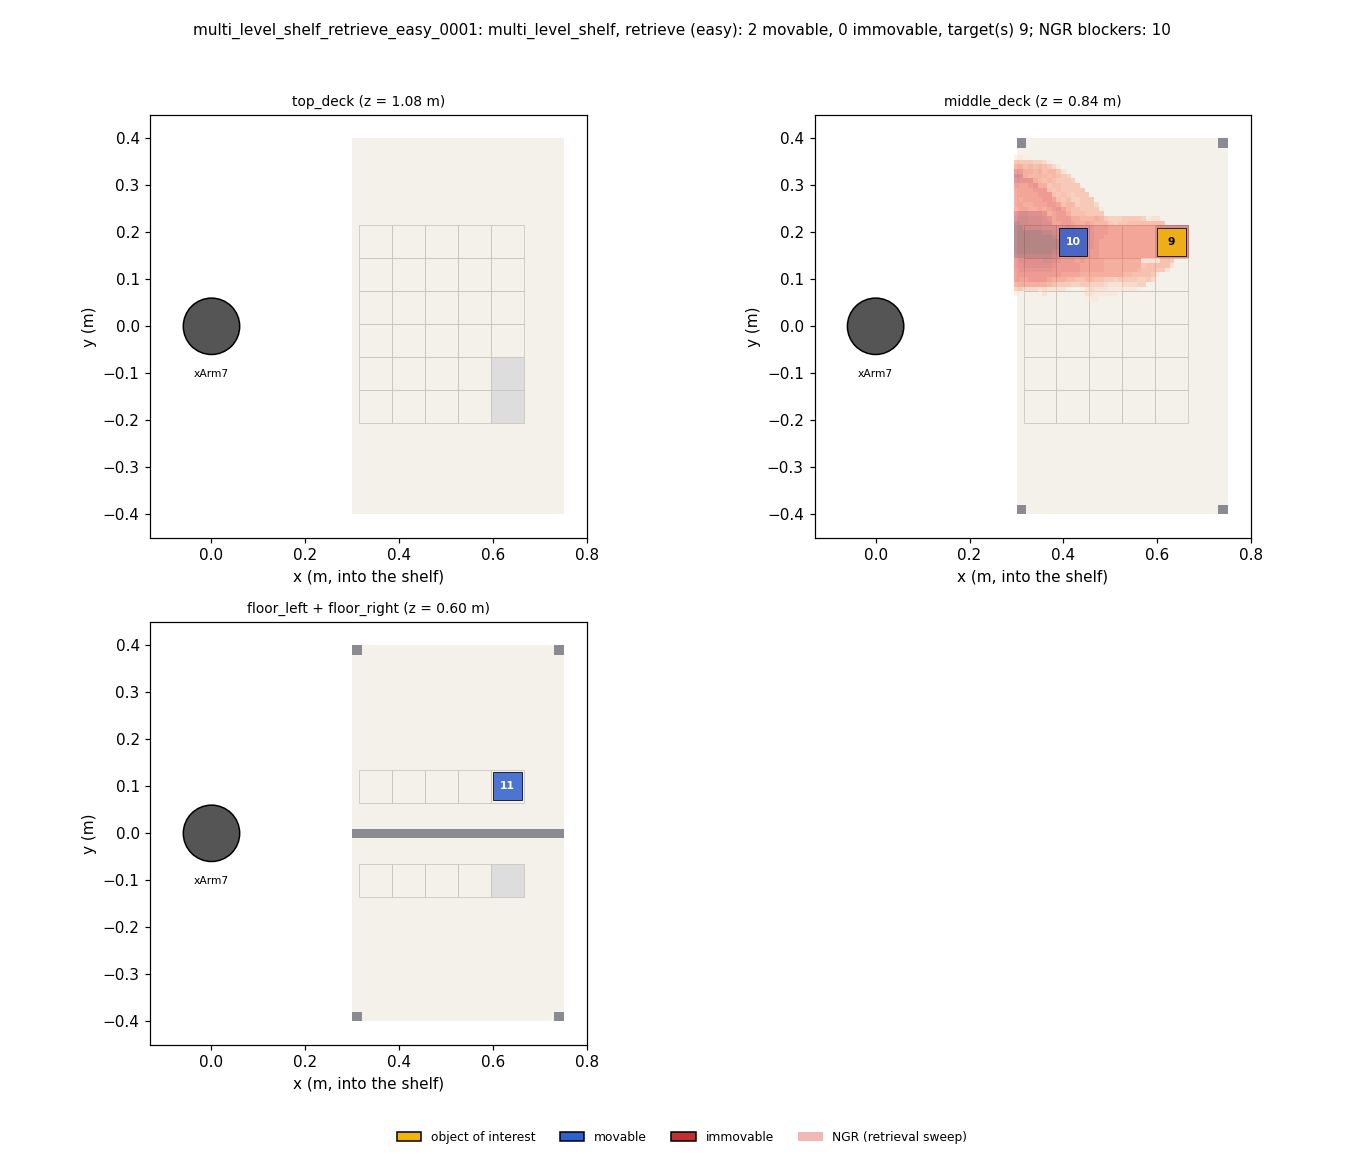 multi_level_shelf_retrieve_easy_0001: multi_level_shelf, retrieve (easy): 2 movable, 0 immovable, target(s) 9; NGR blockers: 10
top_deck (z = 1.08 m)
0.4
0.3
0.2
0.1
0.0
−0.1
−0.2
−0.3
−0.4
y (m)
xArm7
0.0
0.2
0.4
0.6
0.8
x (m, into the shelf)
middle_deck (z = 0.84 m)
0.4
0.3
0.2
0.1
0.0
−0.1
−0.2
−0.3
−0.4
y (m)
10
9
xArm7
0.0
0.2
0.4
0.6
0.8
x (m, into the shelf)
floor_left + floor_right (z = 0.60 m)
0.4
0.3
0.2
0.1
0.0
−0.1
−0.2
−0.3
−0.4
y (m)
11
xArm7
0.0
0.2
0.4
0.6
0.8
x (m, into the shelf)
object of interest
movable
immovable
NGR (retrieval sweep)